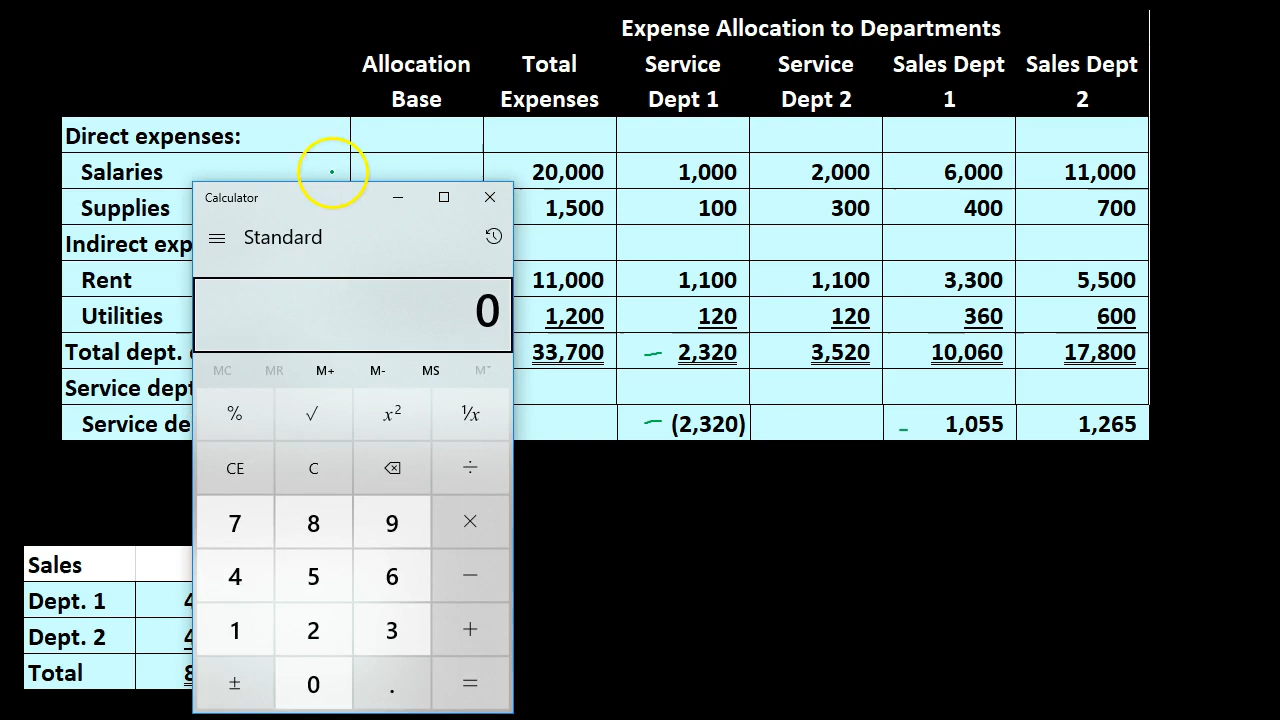 Expense Allocation to Departments
Allocation Base Total Expenses Service Dept 1 Service Dept 2 Sales Dept 1 Sales Dept 2
Direct expenses:
Salaries 20,000 1,000 2,000 6,000 11,000
Supplies 1,500 100 300 400 700
Indirect exp
Rent 11,000 1,100 1,100 3,300 5,500
Utilities 1,200 120 120 360 600
Total dept. 33,700 2,320 3,520 10,060 17,800
Service dept
Service de (2,320) 1,055 1,265
Sales
Dept. 1 4
Dept. 2 4
Total 8
Calculator
Standard
0
MC MR M+ M- MS M˅
% √ x² ¹/x
CE C ⌫ ÷
7 8 9 ×
4 5 6 −
1 2 3 +
± 0 . =